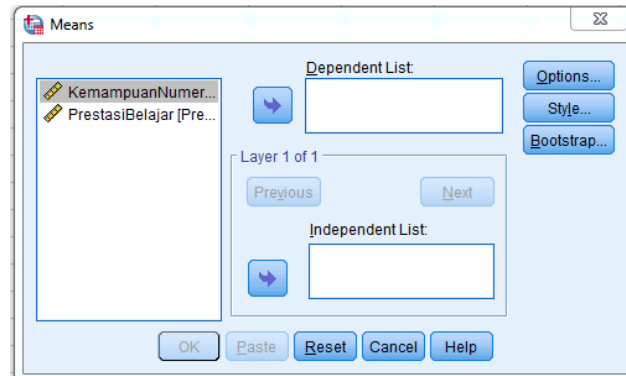 Means
Dependent List:
Options...
KemampuanNumer...
PrestasiBelajar [Pre...
Style...
Bootstrap...
Layer 1 of 1
Previous
Next
Independent List:
OK
Paste
Reset
Cancel
Help